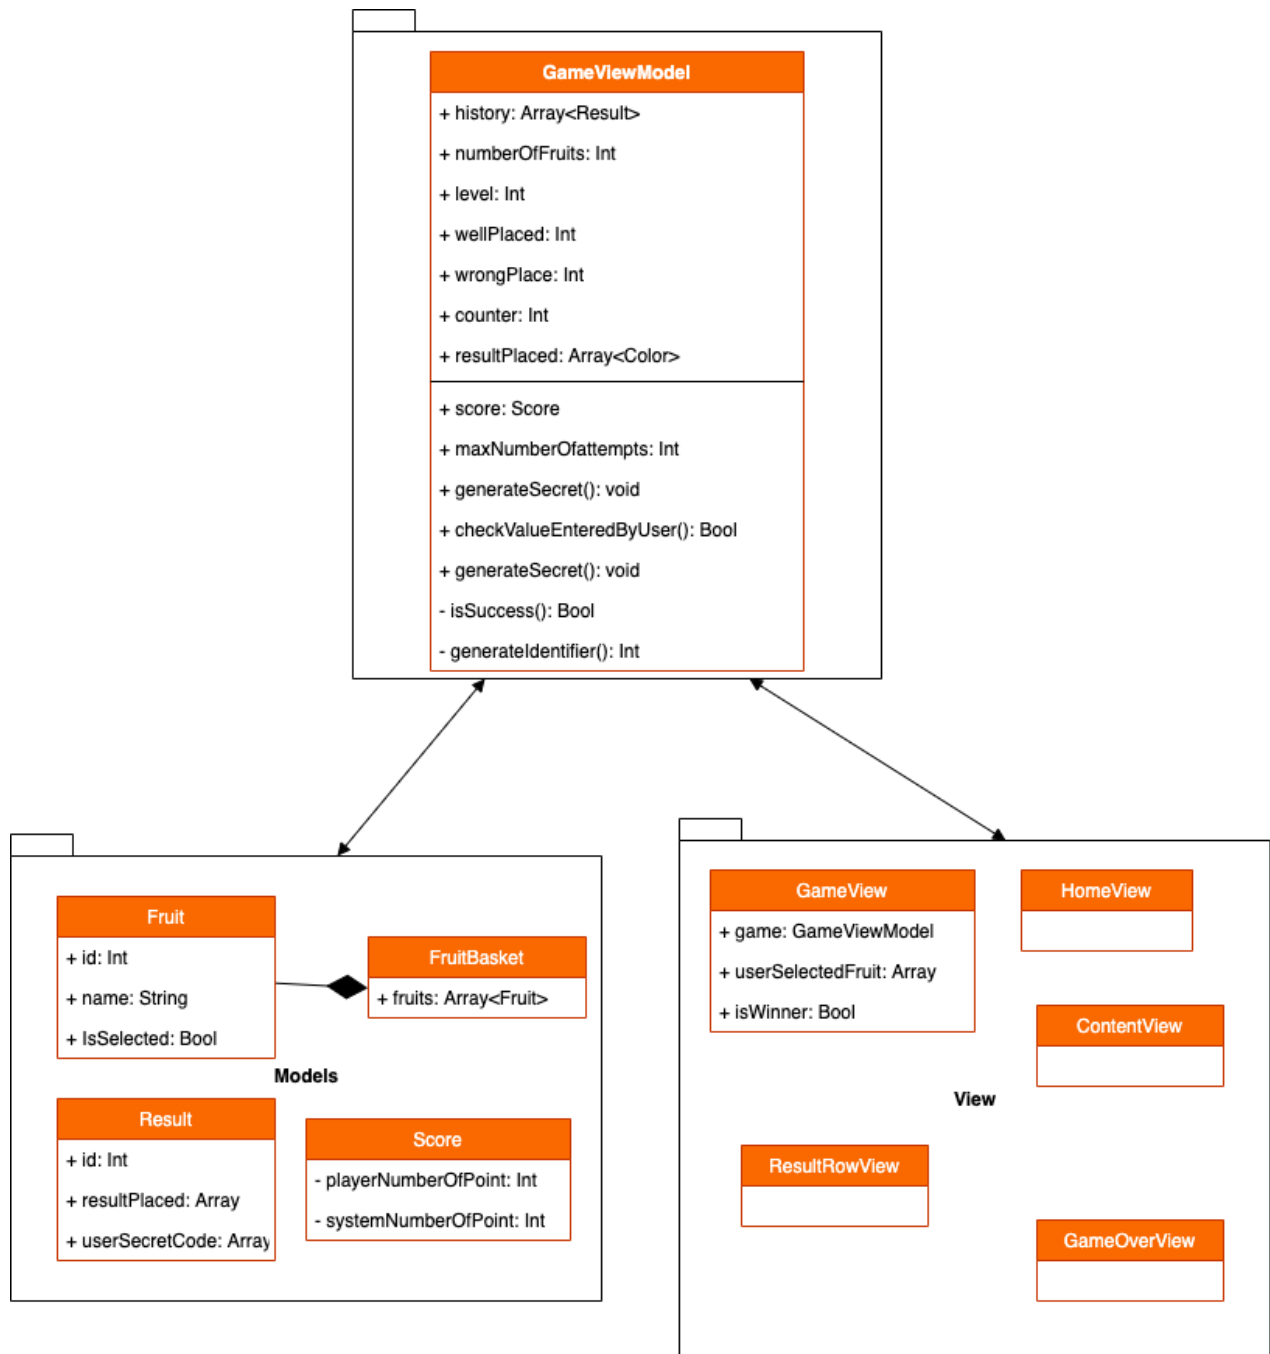 GameViewModel
+ history: Array<Result>
+ numberOfFruits: Int
+ level: Int
+ wellPlaced: Int
+ wrongPlace: Int
+ counter: Int
+ resultPlaced: Array<Color>
+ score: Score
+ maxNumberOfattempts: Int
+ generateSecret(): void
+ checkValueEnteredByUser(): Bool
+ generateSecret(): void
- isSuccess(): Bool
- generateIdentifier(): Int
Fruit
+ id: Int
+ name: String
+ IsSelected: Bool
FruitBasket
+ fruits: Array<Fruit>
Models
Result
+ id: Int
+ resultPlaced: Array
+ userSecretCode: Array
Score
- playerNumberOfPoint: Int
- systemNumberOfPoint: Int
GameView
+ game: GameViewModel
+ userSelectedFruit: Array
+ isWinner: Bool
HomeView
ContentView
View
ResultRowView
GameOverView